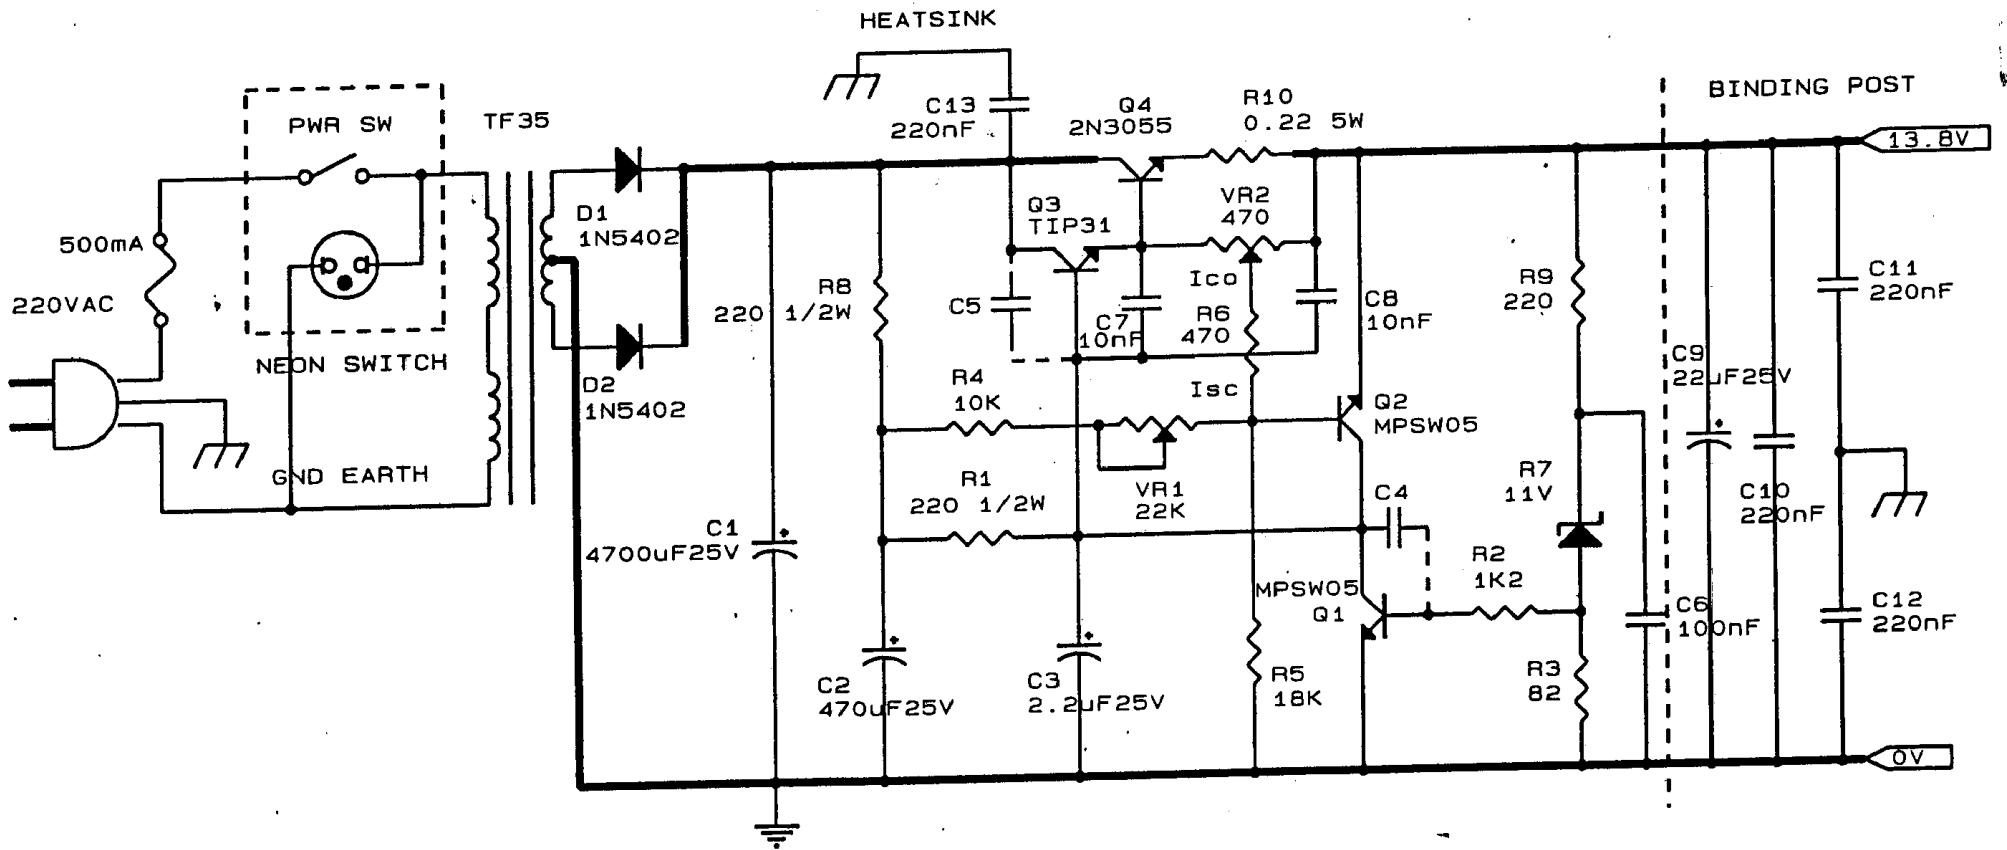 HEATSINK
BINDING POST
PWR SW
TF35
C13
220nF
Q4
2N3055
R10
0.22 5W
13.8V
500mA
220VAC
D1
1N5402
Q3
TIP31
VR2
470
R8
220 1/2W
C5
C7
10nF
Ico
R6
470
C8
10nF
R9
220
C11
220nF
NEON SWITCH
D2
1N5402
R4
10K
Isc
Q2
MPSW05
C9
22uF25V
GND EARTH
R1
220 1/2W
VR1
22K
C4
R7
11V
C10
220nF
C1
4700uF25V
MPSW05
Q1
R2
1K2
C6
100nF
C12
220nF
C2
470uF25V
C3
2.2uF25V
R5
18K
R3
82
0V